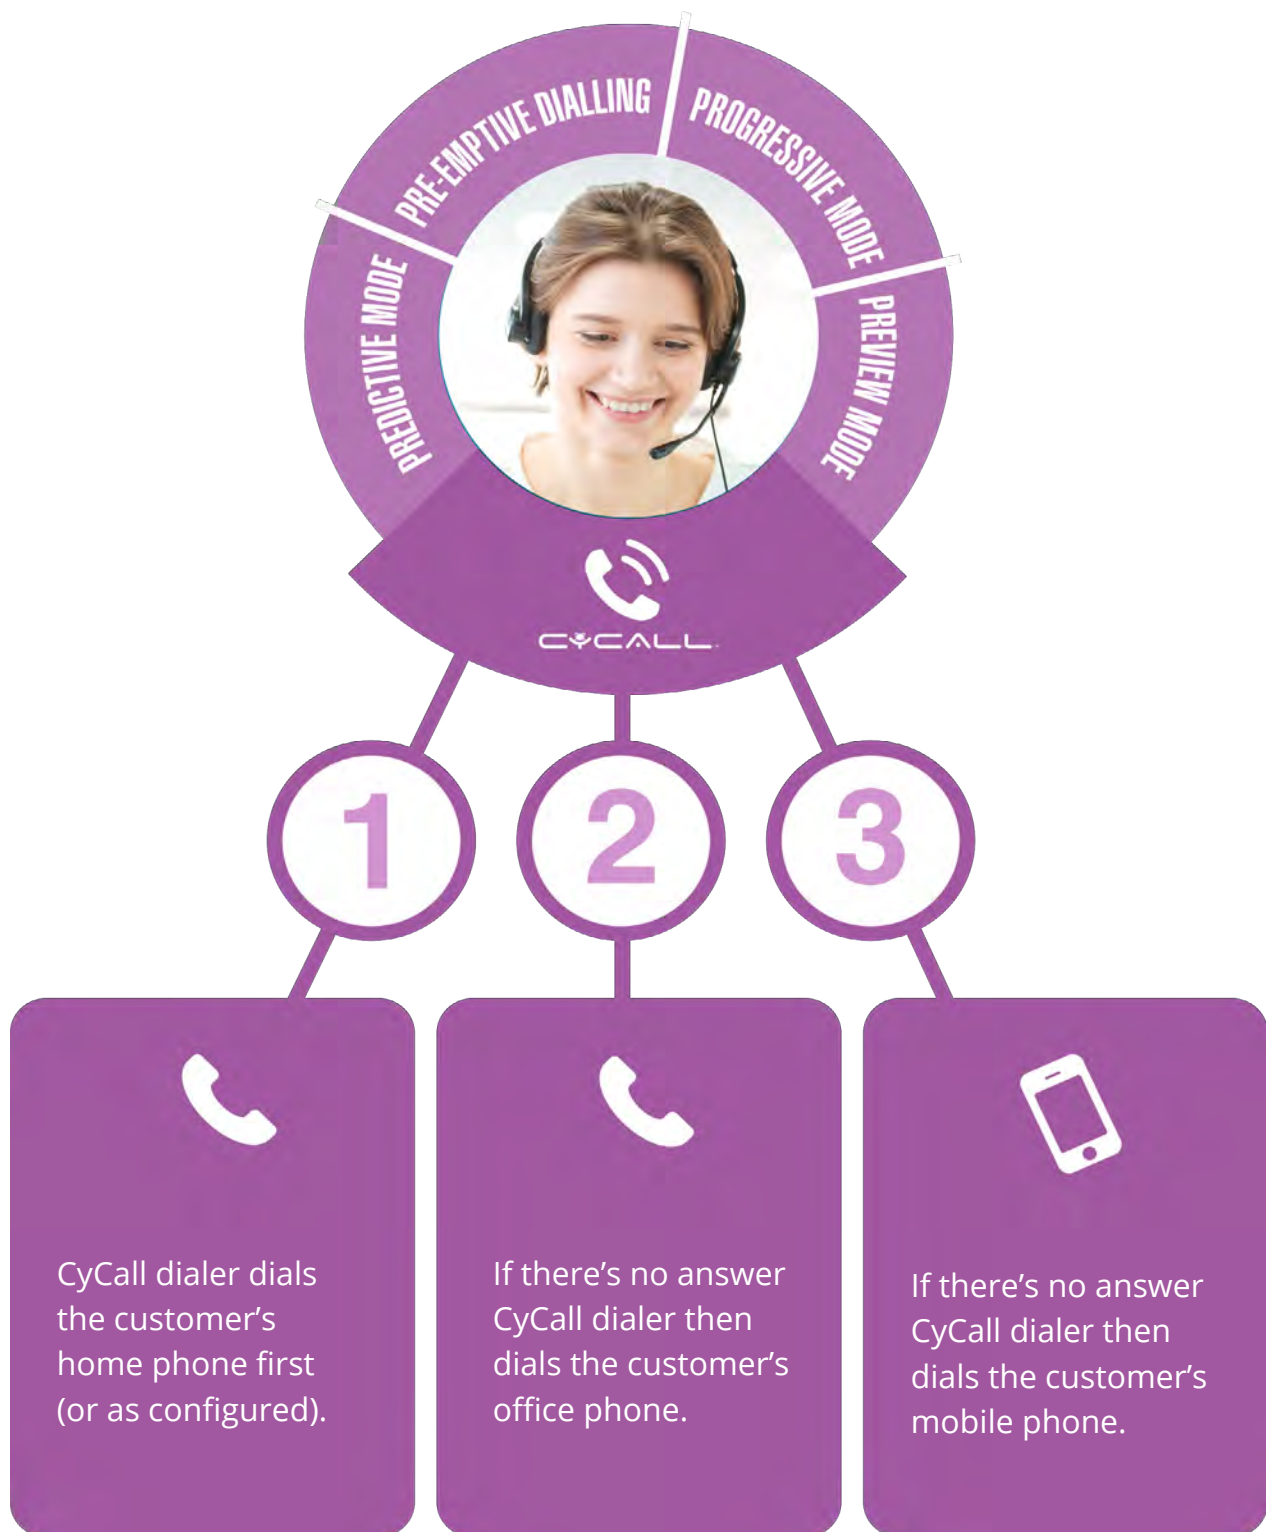 PREDICTIVE MODE
PRE-EMPTIVE DIALLING
PROGRESSIVE MODE
PREVIEW MODE
CYCALL
1
2
3
CyCall dialer dials
the customer’s
home phone first
(or as configured).
If there’s no answer
CyCall dialer then
dials the customer’s
office phone.
If there’s no answer
CyCall dialer then
dials the customer’s
mobile phone.